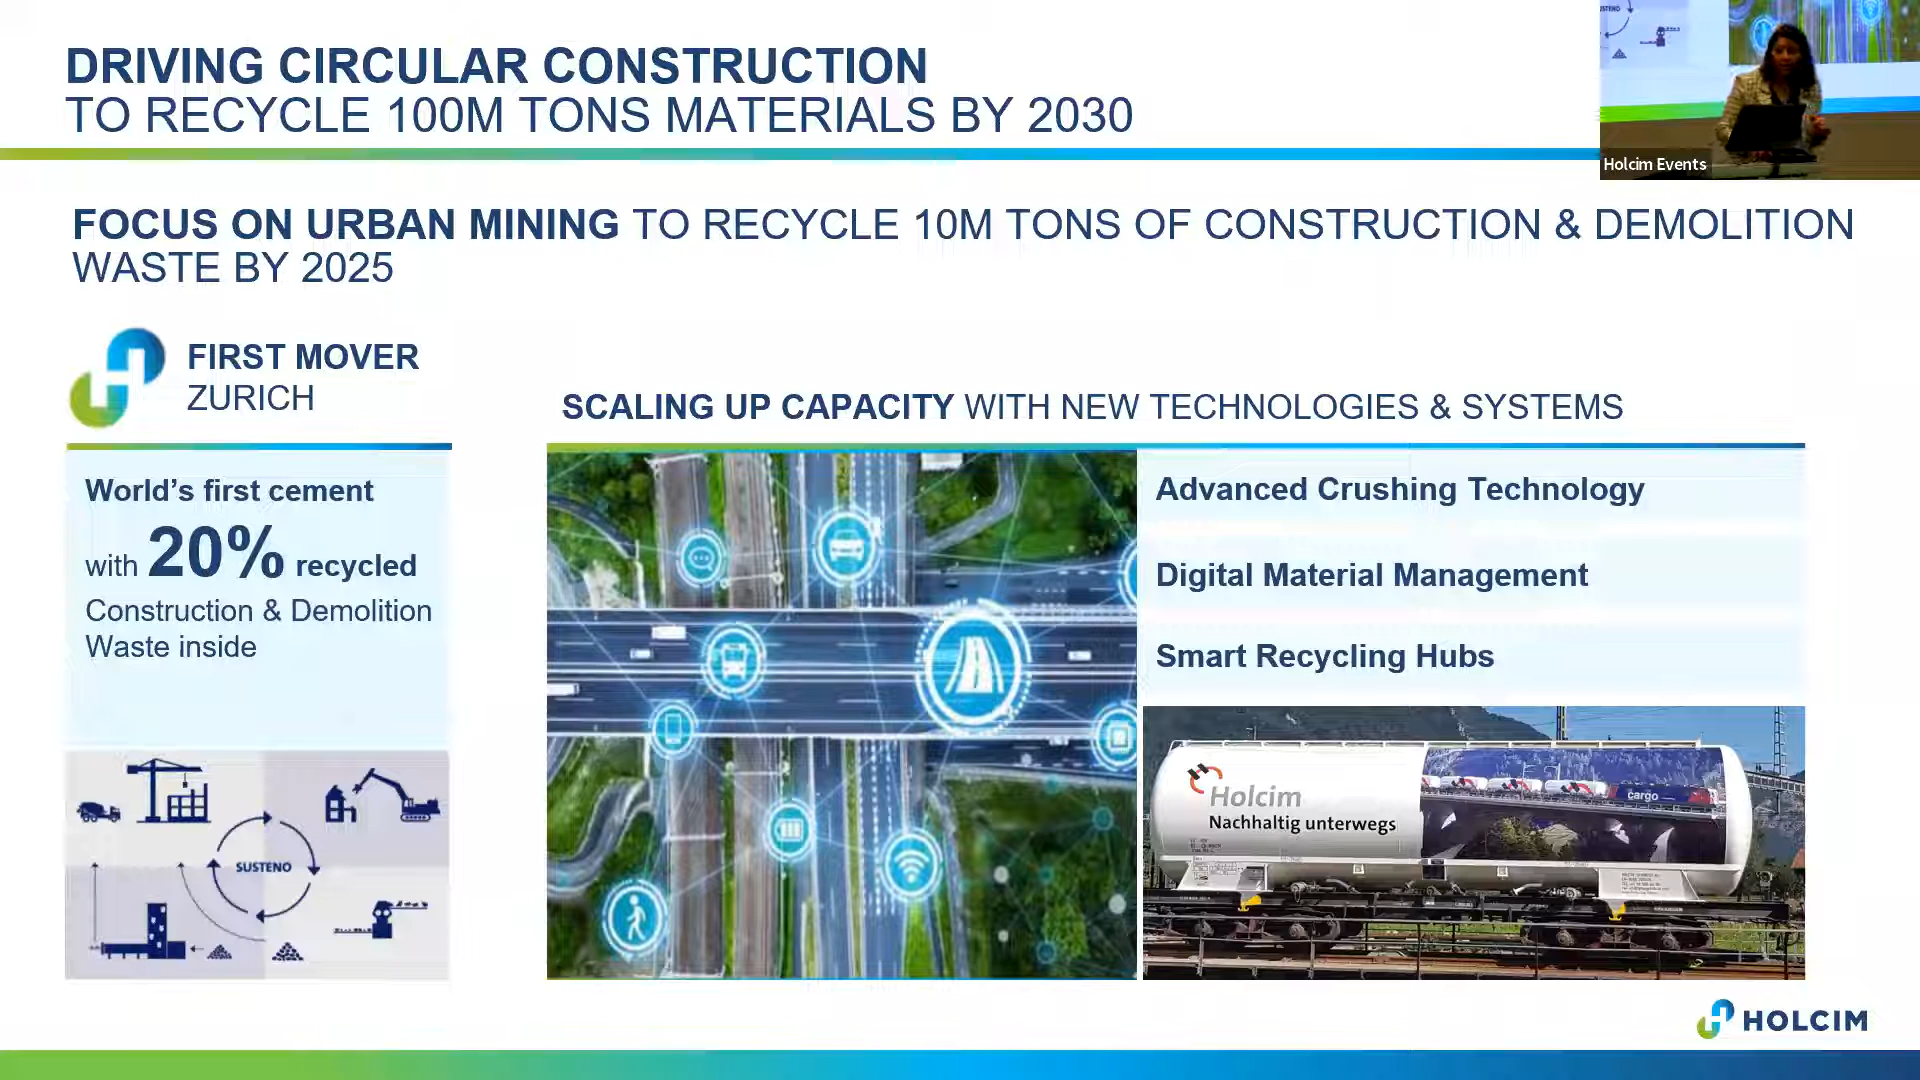 DRIVING CIRCULAR CONSTRUCTION
TO RECYCLE 100M TONS MATERIALS BY 2030
Holcim Events
FOCUS ON URBAN MINING TO RECYCLE 10M TONS OF CONSTRUCTION & DEMOLITION
WASTE BY 2025
FIRST MOVER
ZURICH
World's first cement
with 20% recycled
Construction & Demolition
Waste inside
SUSTENO
SCALING UP CAPACITY WITH NEW TECHNOLOGIES & SYSTEMS
Advanced Crushing Technology
Digital Material Management
Smart Recycling Hubs
Holcim
Nachhaltig unterwegs
cargo
HOLCIM